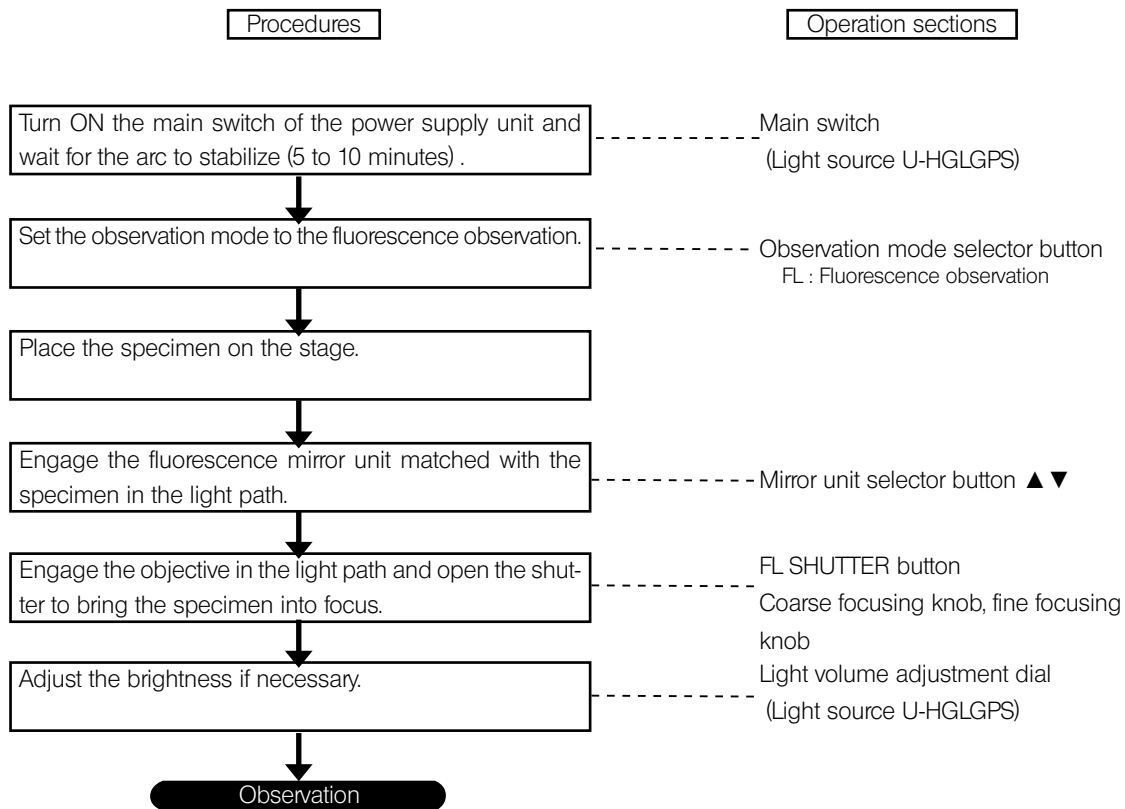 Procedures
Operation sections
Turn ON the main switch of the power supply unit and
wait for the arc to stabilize (5 to 10 minutes) .
Main switch
(Light source U-HGLGPS)
Set the observation mode to the fluorescence observation.
Observation mode selector button
FL : Fluorescence observation
Place the specimen on the stage.
Engage the fluorescence mirror unit matched with the
specimen in the light path.
Mirror unit selector button ▲▼
Engage the objective in the light path and open the shut-
ter to bring the specimen into focus.
FL SHUTTER button
Coarse focusing knob, fine focusing
knob
Adjust the brightness if necessary.
Light volume adjustment dial
(Light source U-HGLGPS)
Observation